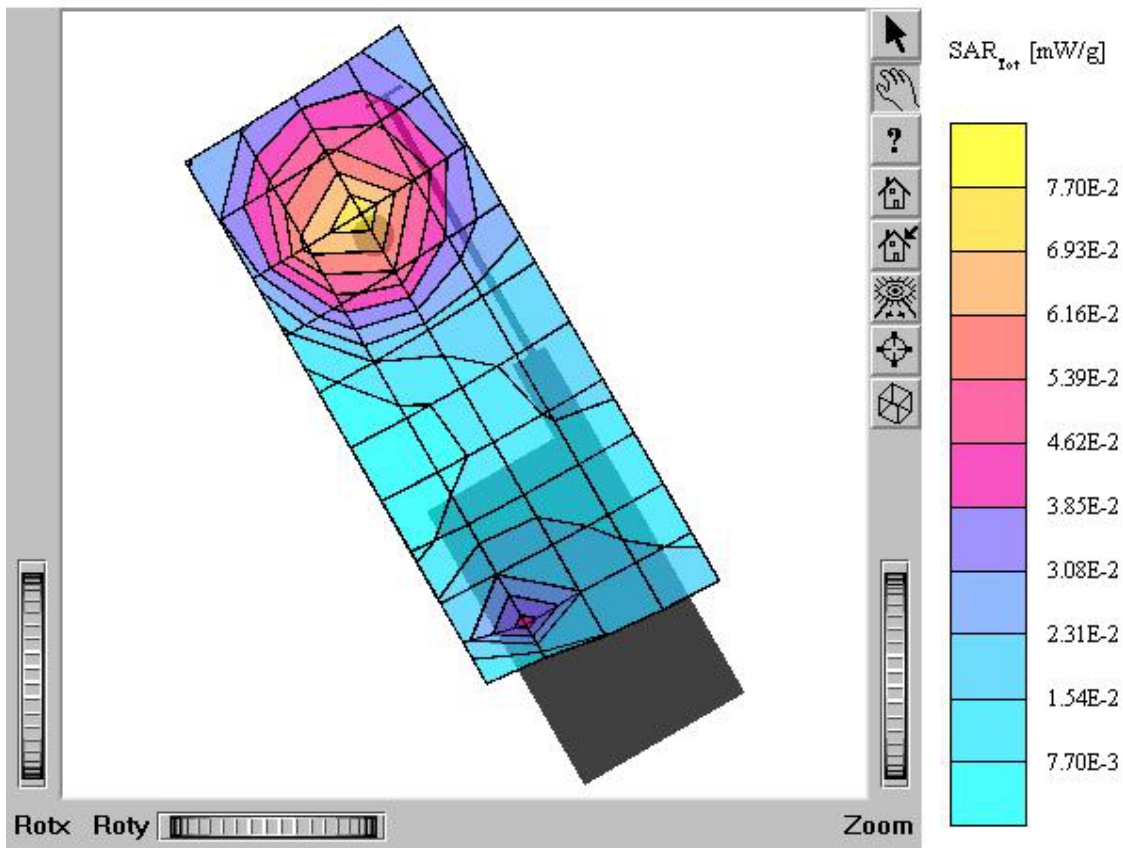 SAR_Tot [mW/g]
?
7.70E-2
6.93E-2
6.16E-2
5.39E-2
4.62E-2
3.85E-2
3.08E-2
2.31E-2
1.54E-2
7.70E-3
Rotx Roty Zoom